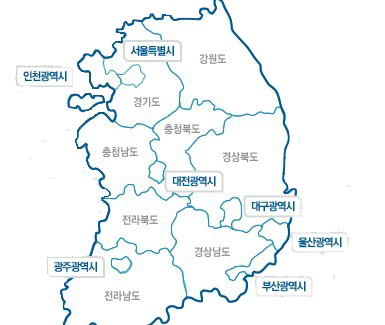 서울특별시
강원도
인천광역시
경기도
충청북도
충청남도
경상북도
대전광역시
대구광역시
전라북도
울산광역시
경상남도
광주광역시
부산광역시
전라남도